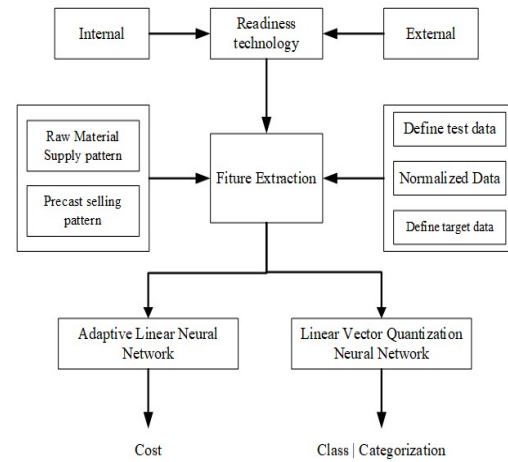 Internal
Readiness
technology
External
Raw Material
Supply pattern
Precast selling
pattern
Fiture Extraction
Define test data
Normalized Data
Define target data
Adaptive Linear Neural
Network
Linear Vector Quantization
Neural Network
Cost
Class | Categorization